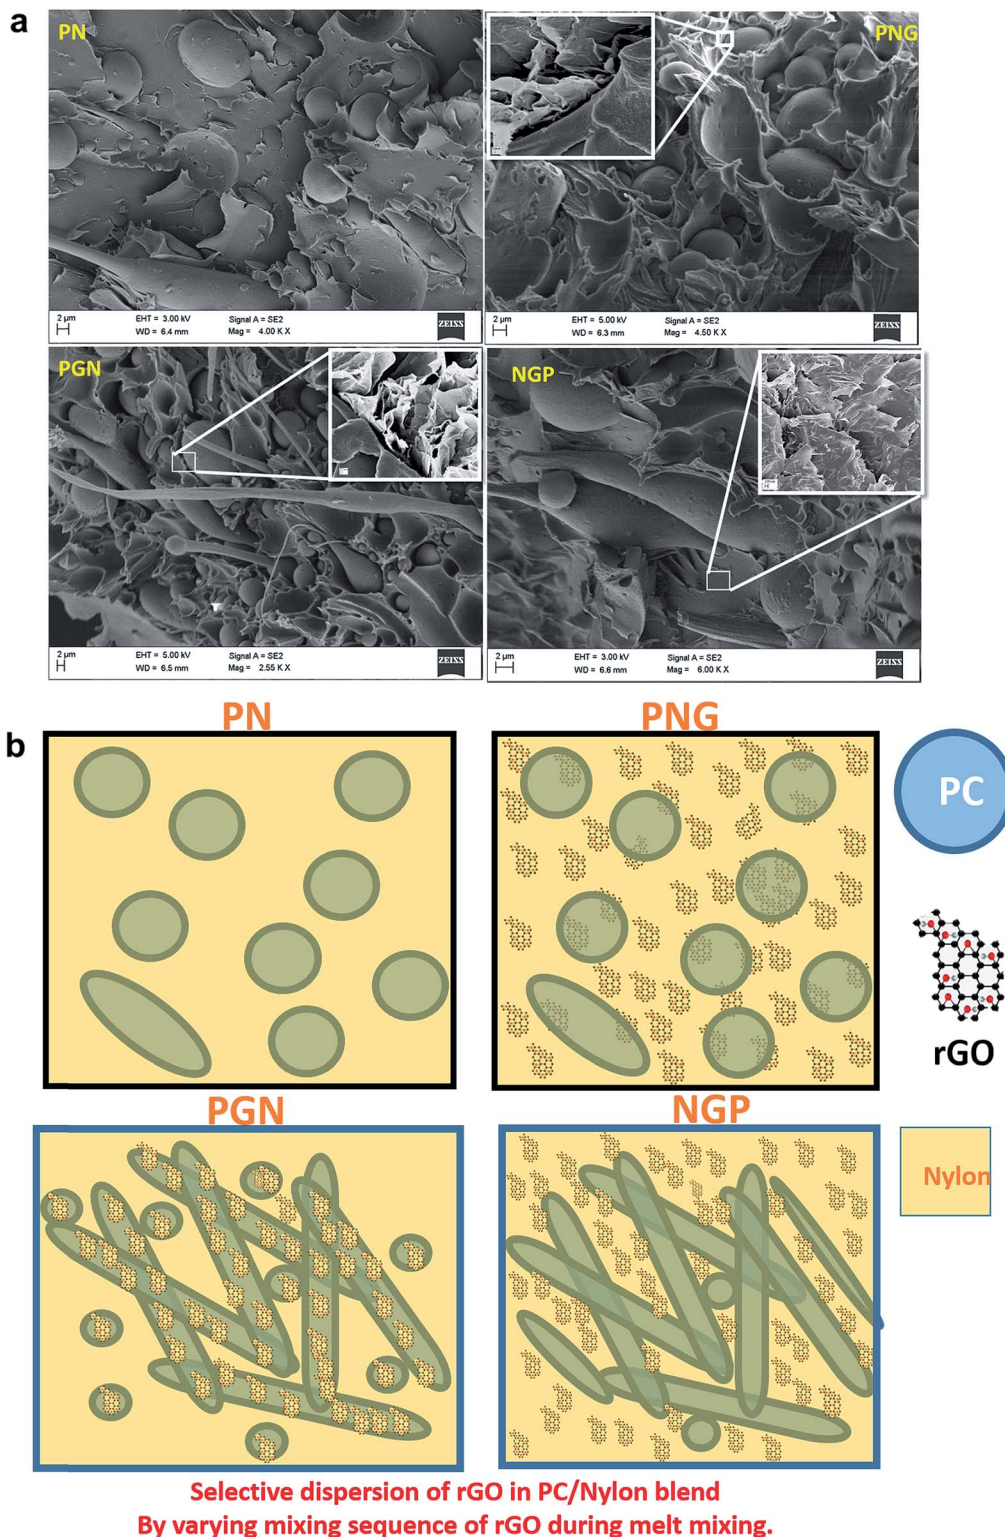 a
PN
PNG
2 µm
EHT = 3.00 kV
Signal A = SE2
WD = 6.4 mm
Mag = 4.00 K X
ZEISS
2 µm
EHT = 5.00 kV
Signal A = SE2
WD = 6.3 mm
Mag = 4.50 K X
ZEISS
PGN
NGP
2 µm
EHT = 5.00 kV
Signal A = SE2
WD = 6.5 mm
Mag = 2.55 K X
ZEISS
2 µm
EHT = 3.00 kV
Signal A = SE2
WD = 6.6 mm
Mag = 6.00 K X
ZEISS
b
PN
PNG
PC
rGO
PGN
NGP
Nylon
Selective dispersion of rGO in PC/Nylon blend
By varying mixing sequence of rGO during melt mixing.